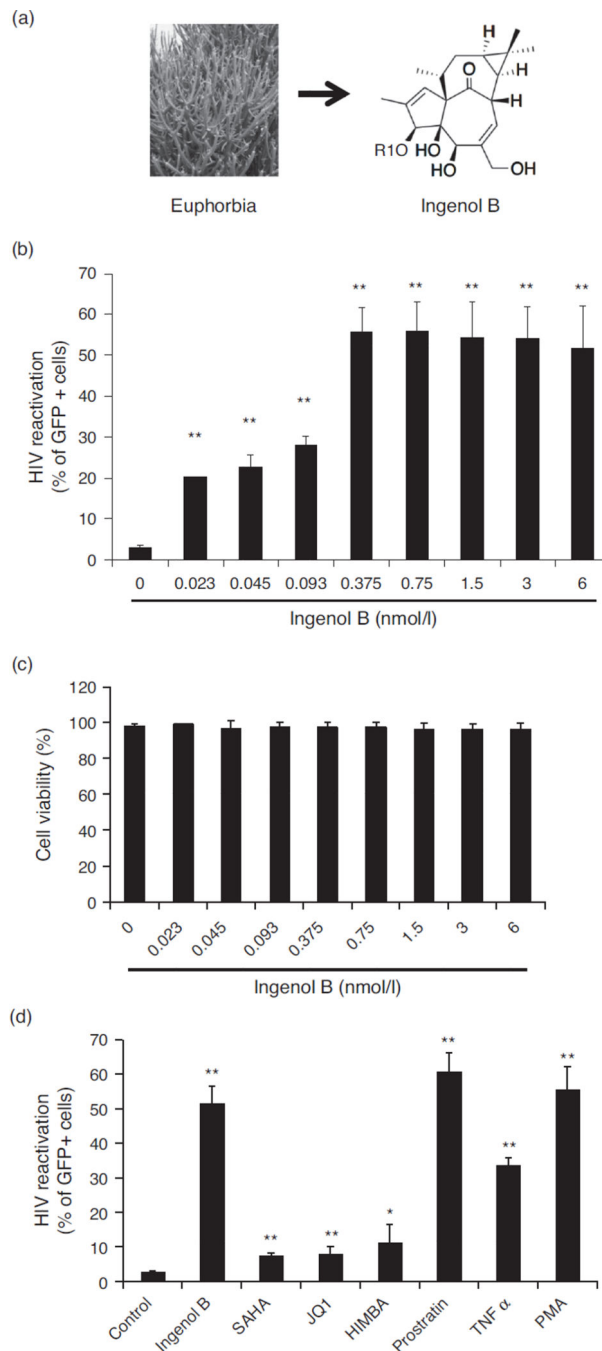 (a)
H
O
H
H
R1O
HO
HO
OH
Euphorbia
Ingenol B
(b)
HIV reactivation
(% of GFP + cells)
70
60
50
40
30
20
10
0
** ** ** ** ** ** ** **
0 0.023 0.045 0.093 0.375 0.75 1.5 3 6
Ingenol B (nmol/l)
(c)
Cell viability (%)
120
100
80
60
40
20
0
0 0.023 0.045 0.093 0.375 0.75 1.5 3 6
Ingenol B (nmol/l)
(d)
HIV reactivation
(% of GFP+ cells)
70
60
50
40
30
20
10
0
** ** ** * ** ** **
Control Ingenol B SAHA JQ1 HIMBA Prostratin TNF α PMA